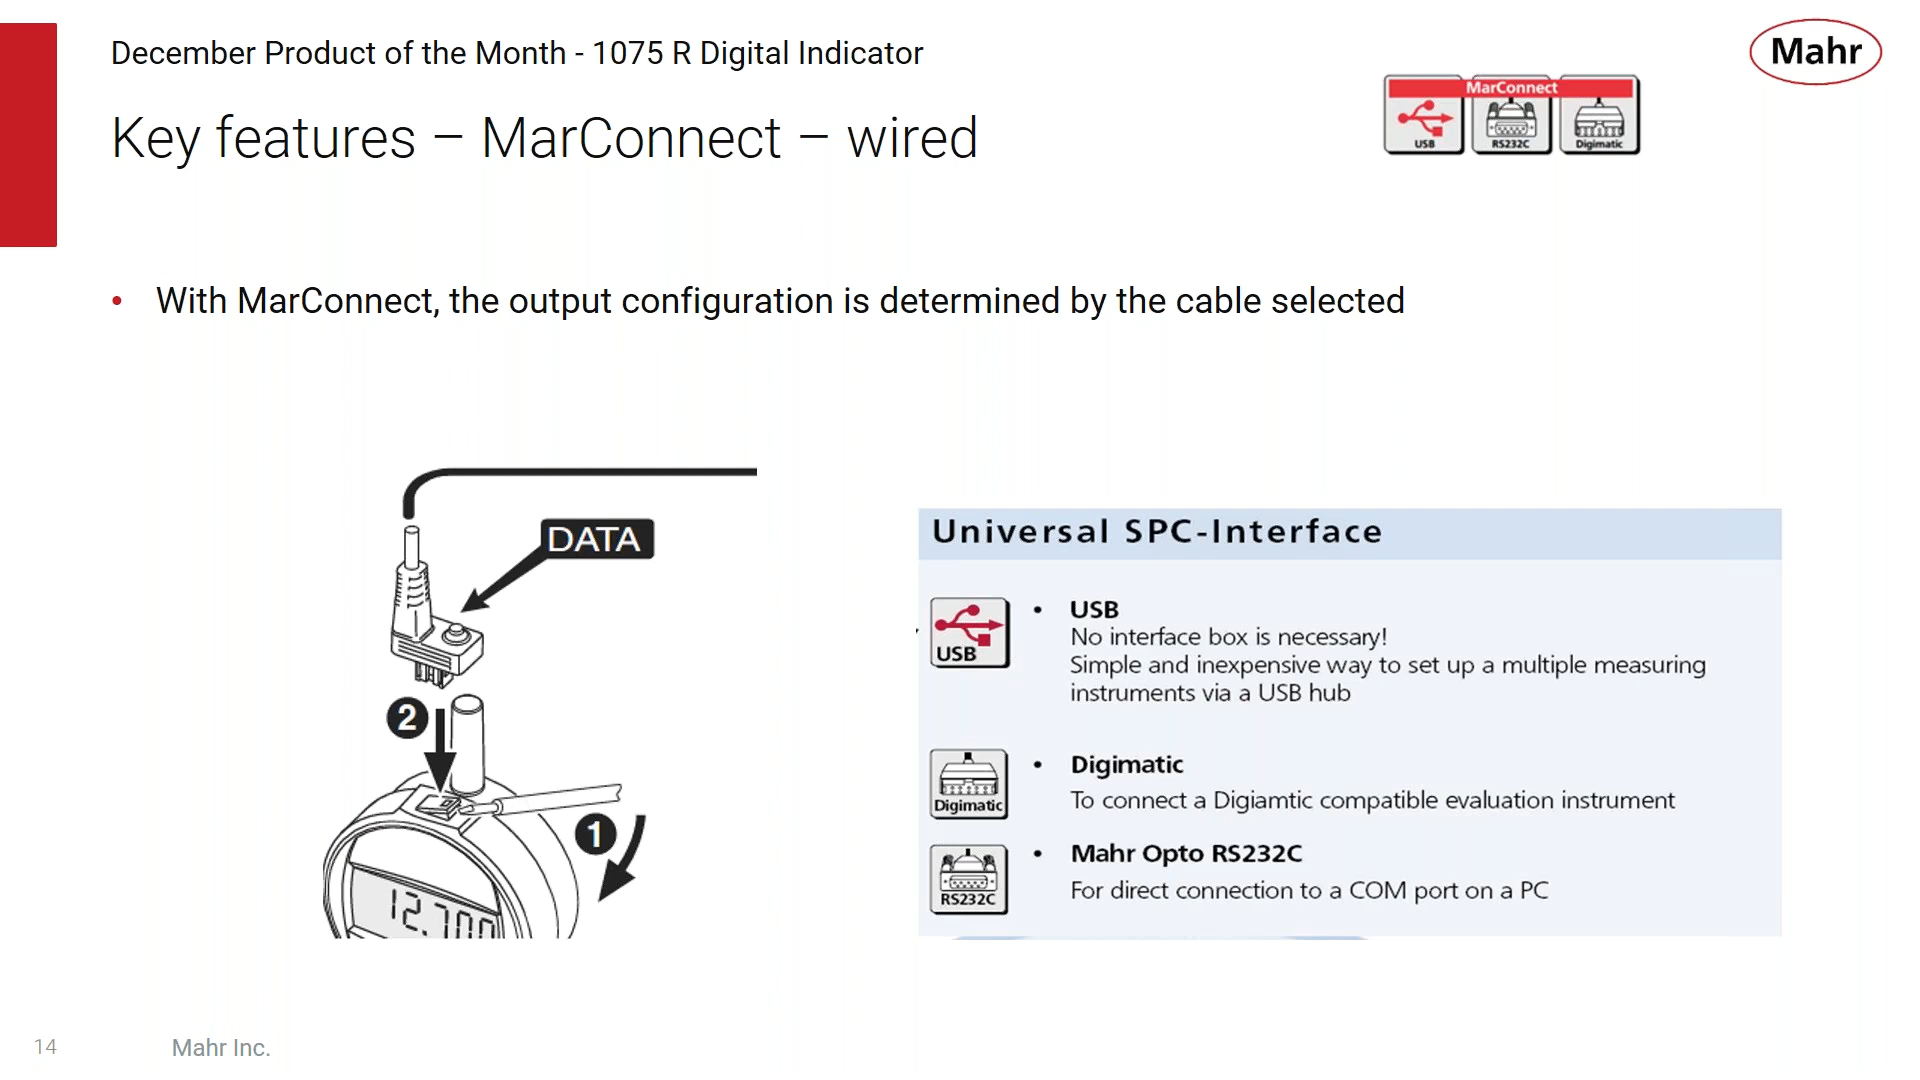 December Product of the Month - 1075 R Digital Indicator
Mahr
Key features – MarConnect – wired
MarConnect
USB
RS232C
Digimatic
• With MarConnect, the output configuration is determined by the cable selected
DATA
2
1
12.700
Universal SPC-Interface
USB
• USB
No interface box is necessary!
Simple and inexpensive way to set up a multiple measuring
instruments via a USB hub
Digimatic
• Digimatic
To connect a Digiamtic compatible evaluation instrument
RS232C
• Mahr Opto RS232C
For direct connection to a COM port on a PC
14
Mahr Inc.